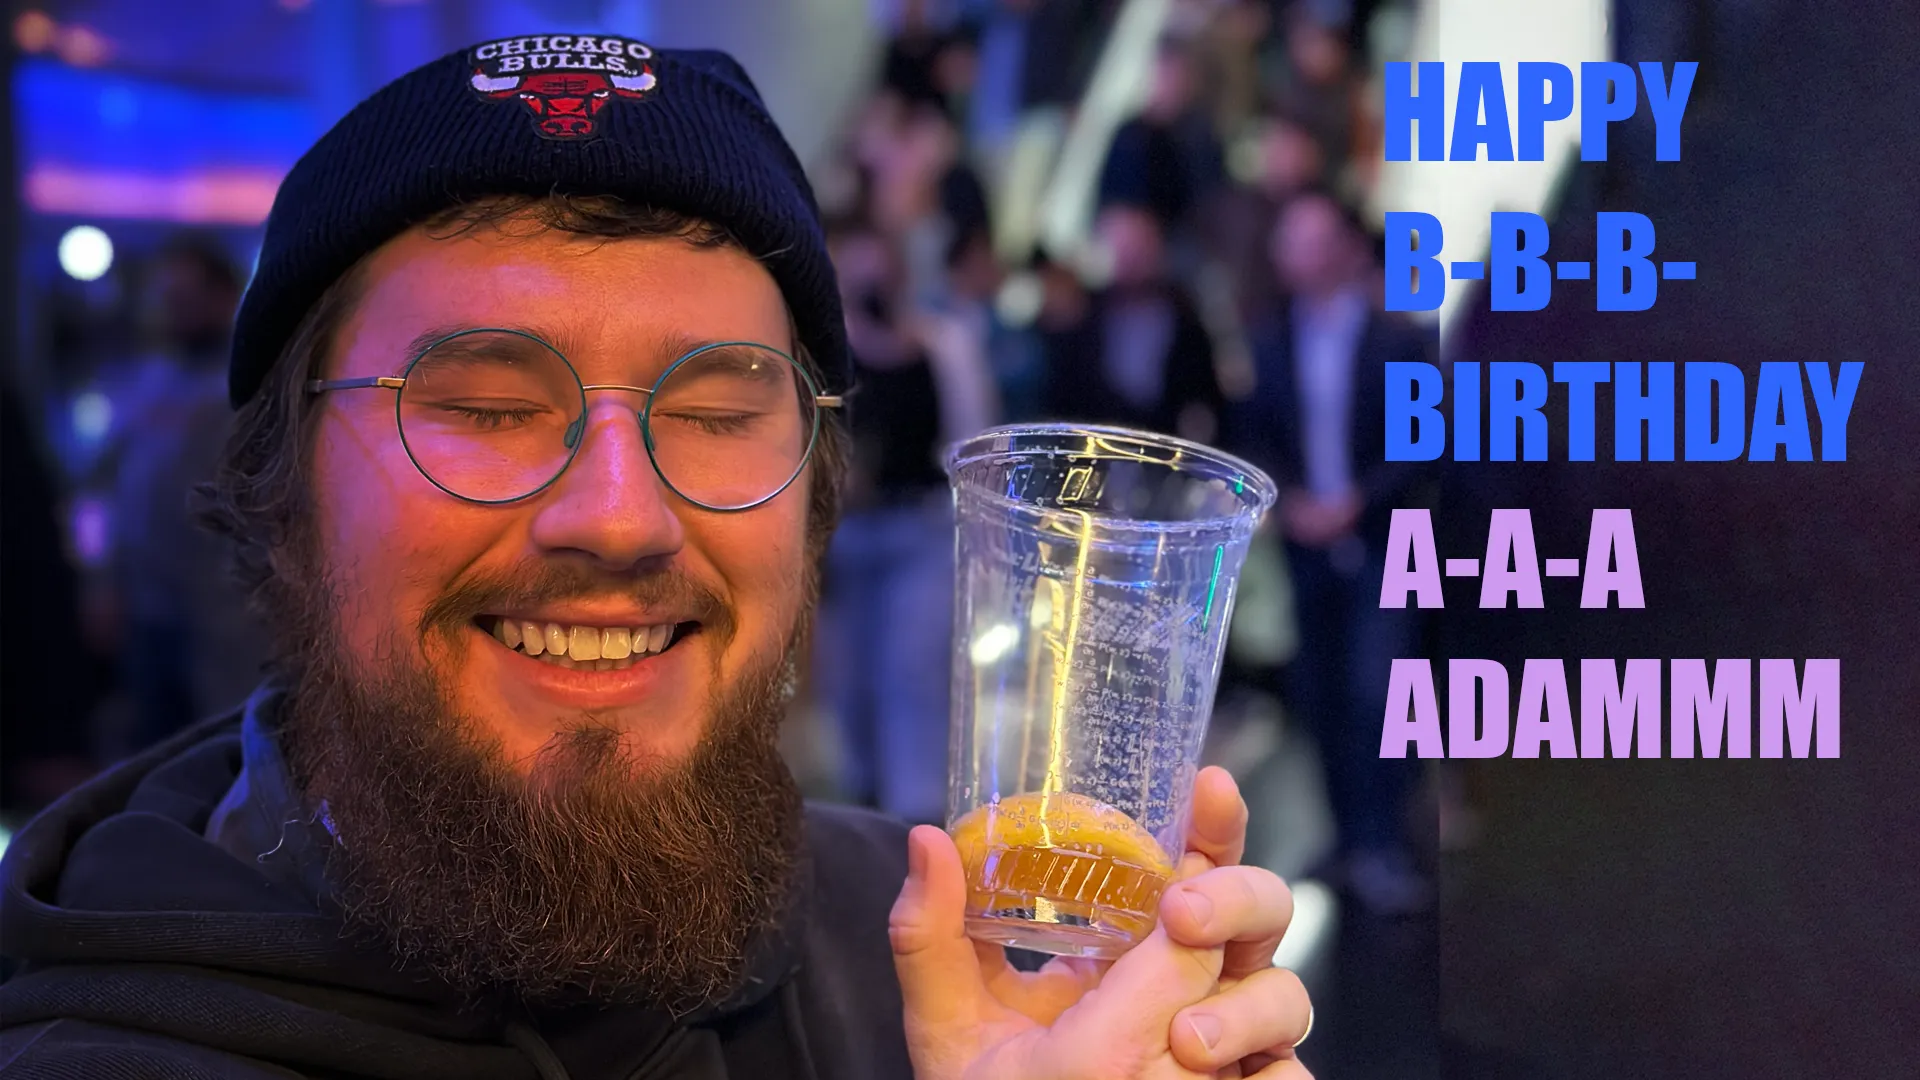 CHICAGO
BULLS
HAPPY
B-B-B-
BIRTHDAY
A-A-A
ADAMMM